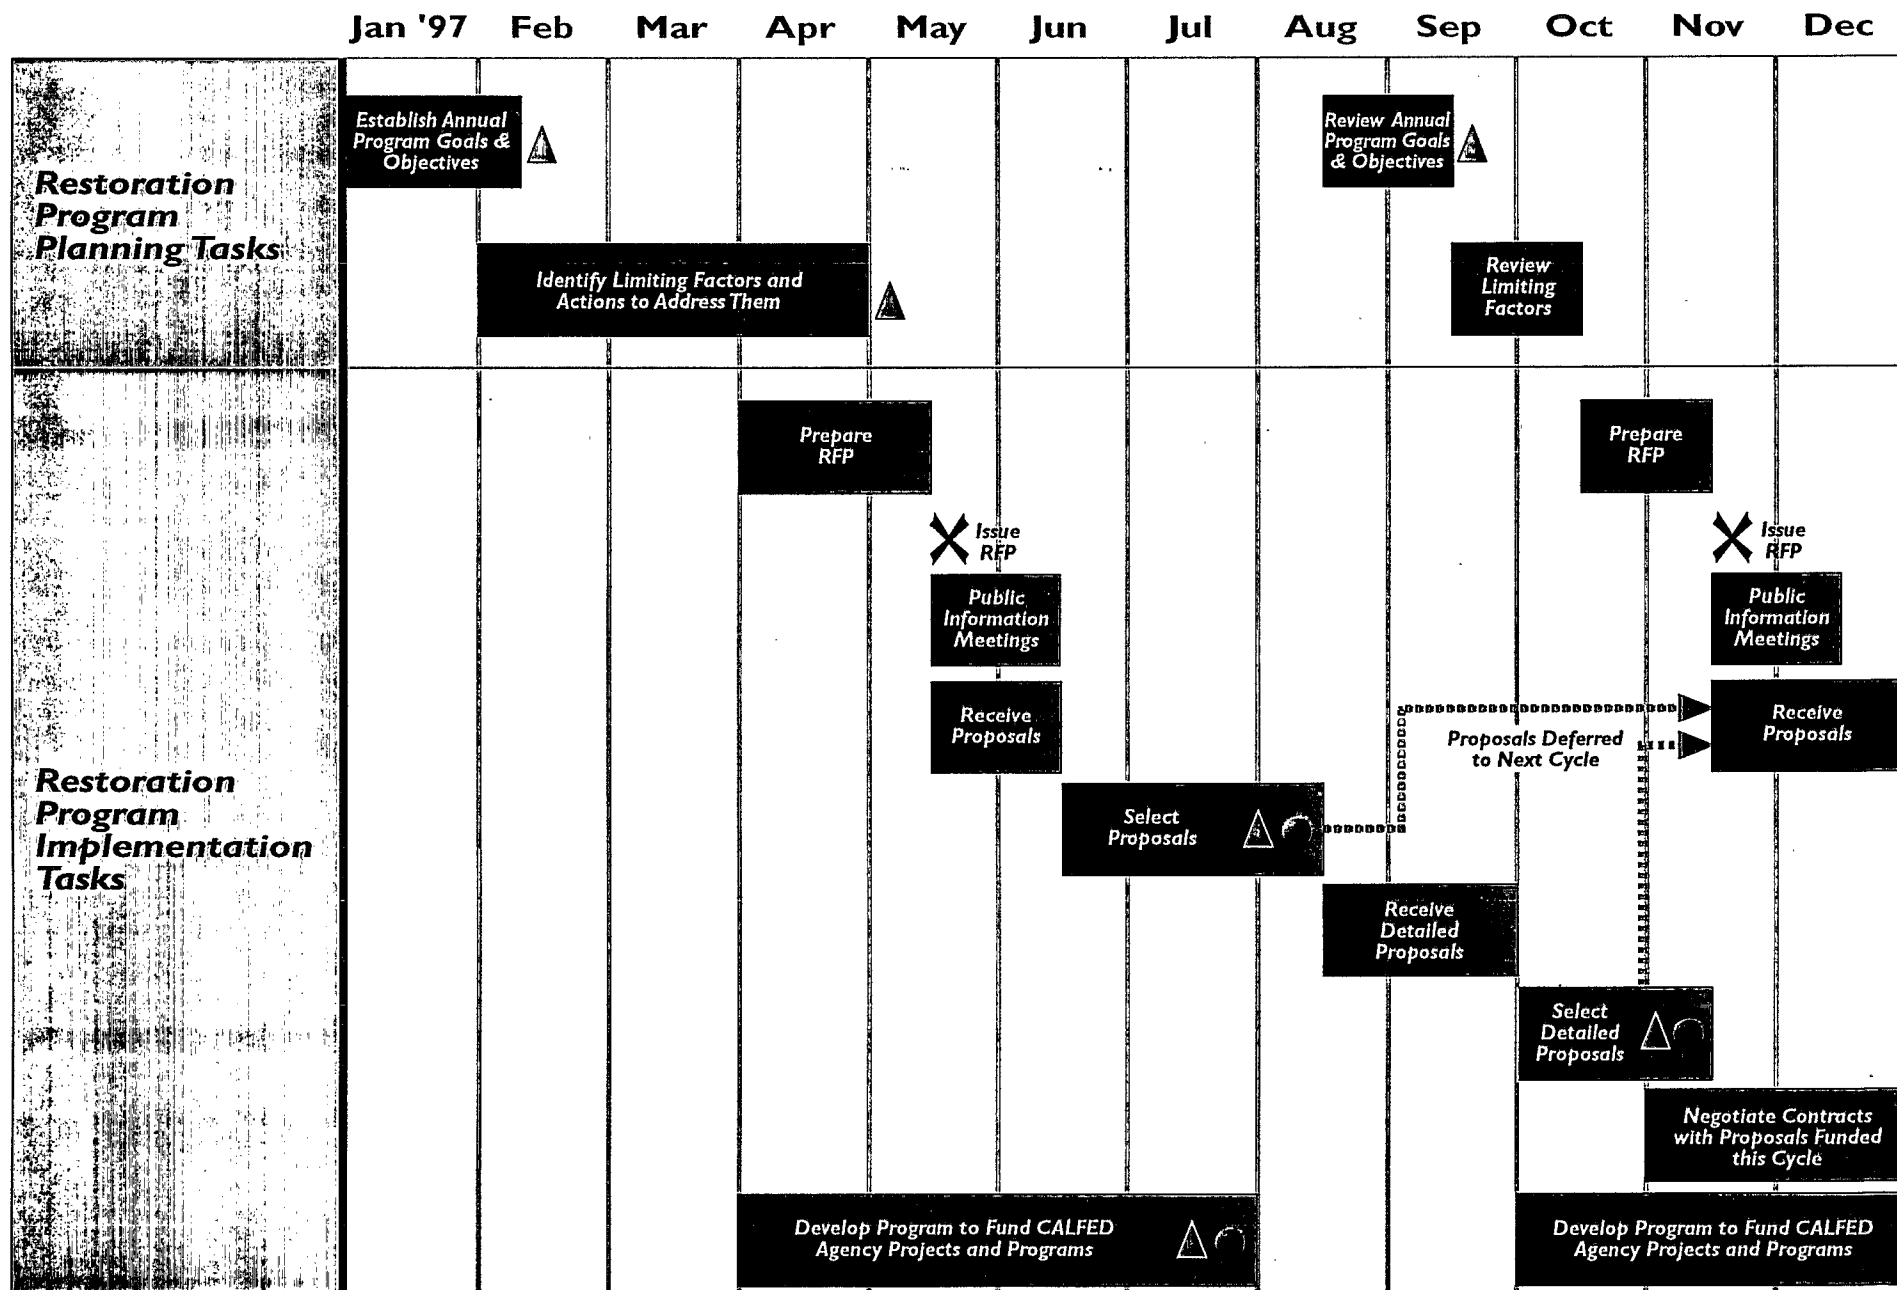 Jan '97 Feb Mar Apr May Jun Jul Aug Sep Oct Nov Dec
Restoration
Program
Planning Tasks
Establish Annual
Program Goals &
Objectives
Review Annual
Program Goals
& Objectives
Identify Limiting Factors and
Actions to Address Them
Review
Limiting
Factors
Restoration
Program
Implementation
Tasks
Prepare
RFP
Prepare
RFP
Issue
RFP
Issue
RFP
Public
Information
Meetings
Public
Information
Meetings
Receive
Proposals
Proposals Deferred
to Next Cycle
Receive
Proposals
Select
Proposals
Receive
Detailed
Proposals
Select
Detailed
Proposals
Negotiate Contracts
with Proposals Funded
this Cycle
Develop Program to Fund CALFED
Agency Projects and Programs
Develop Program to Fund CALFED
Agency Projects and Programs